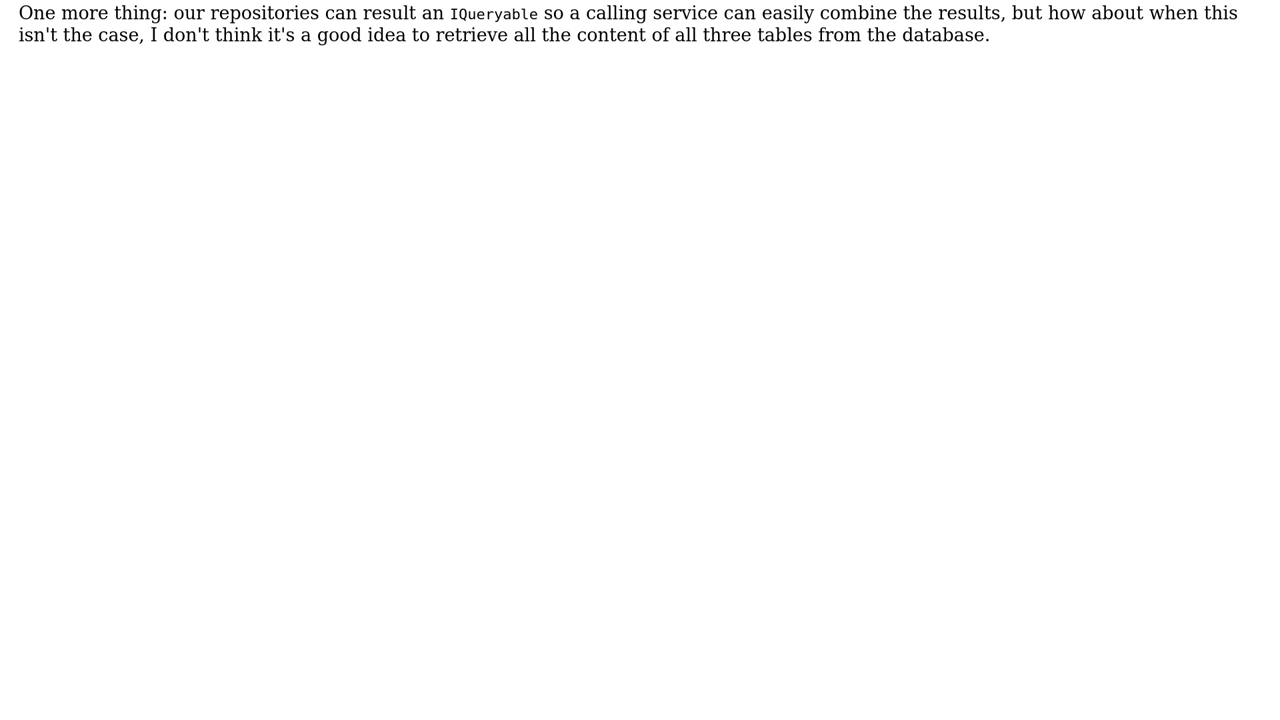 One more thing: our repositories can result an IQueryable so a calling service can easily combine the results, but how about when this
isn't the case, I don't think it's a good idea to retrieve all the content of all three tables from the database.